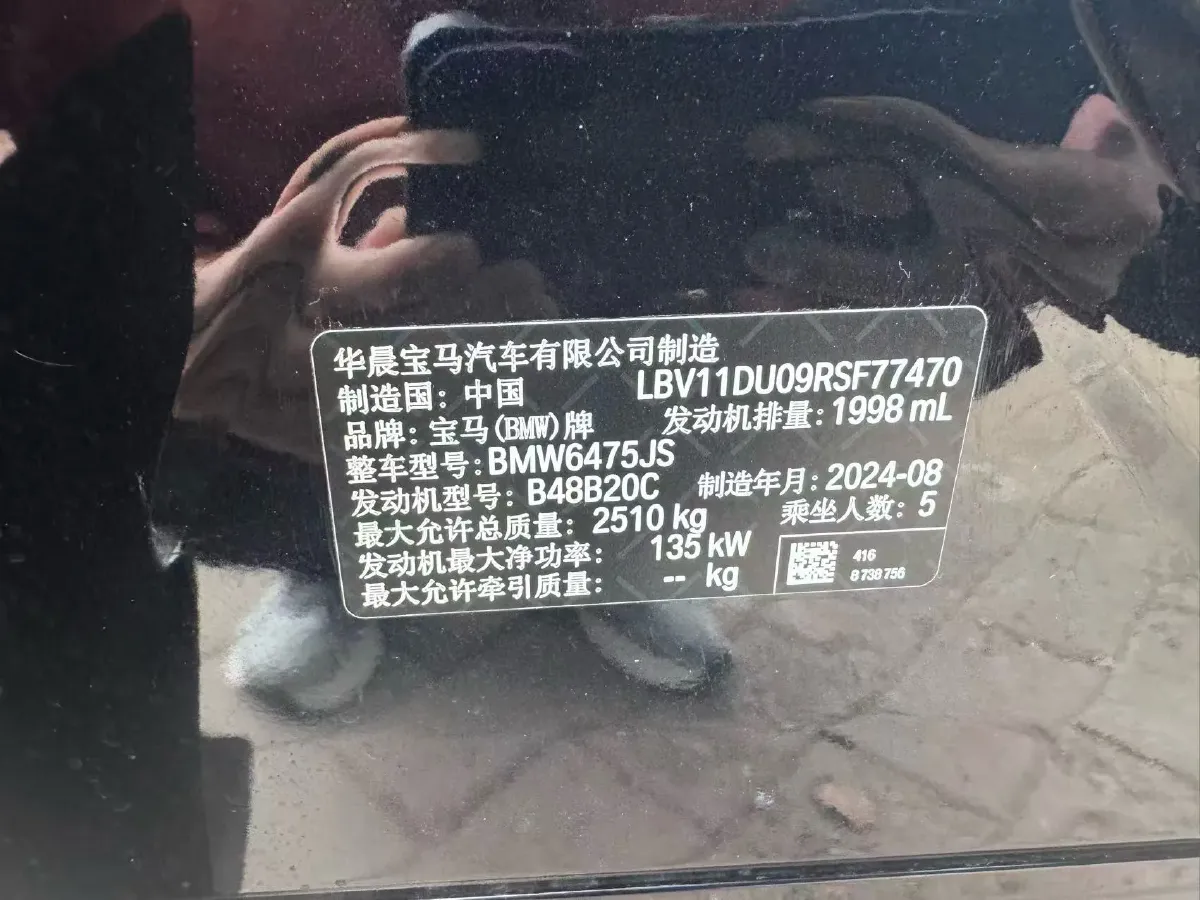 华晨宝马汽车有限公司制造
制造国：中国 LBV11DU09RSF77470
品牌：宝马(BMW)牌 发动机排量：1998 mL
整车型号：BMW6475JS
发动机型号：B48B20C 制造年月：2024-08
最大允许总质量：2510 kg 乘坐人数：5
发动机最大净功率：135 kW
最大允许牵引质量：-- kg
416
8 738 756